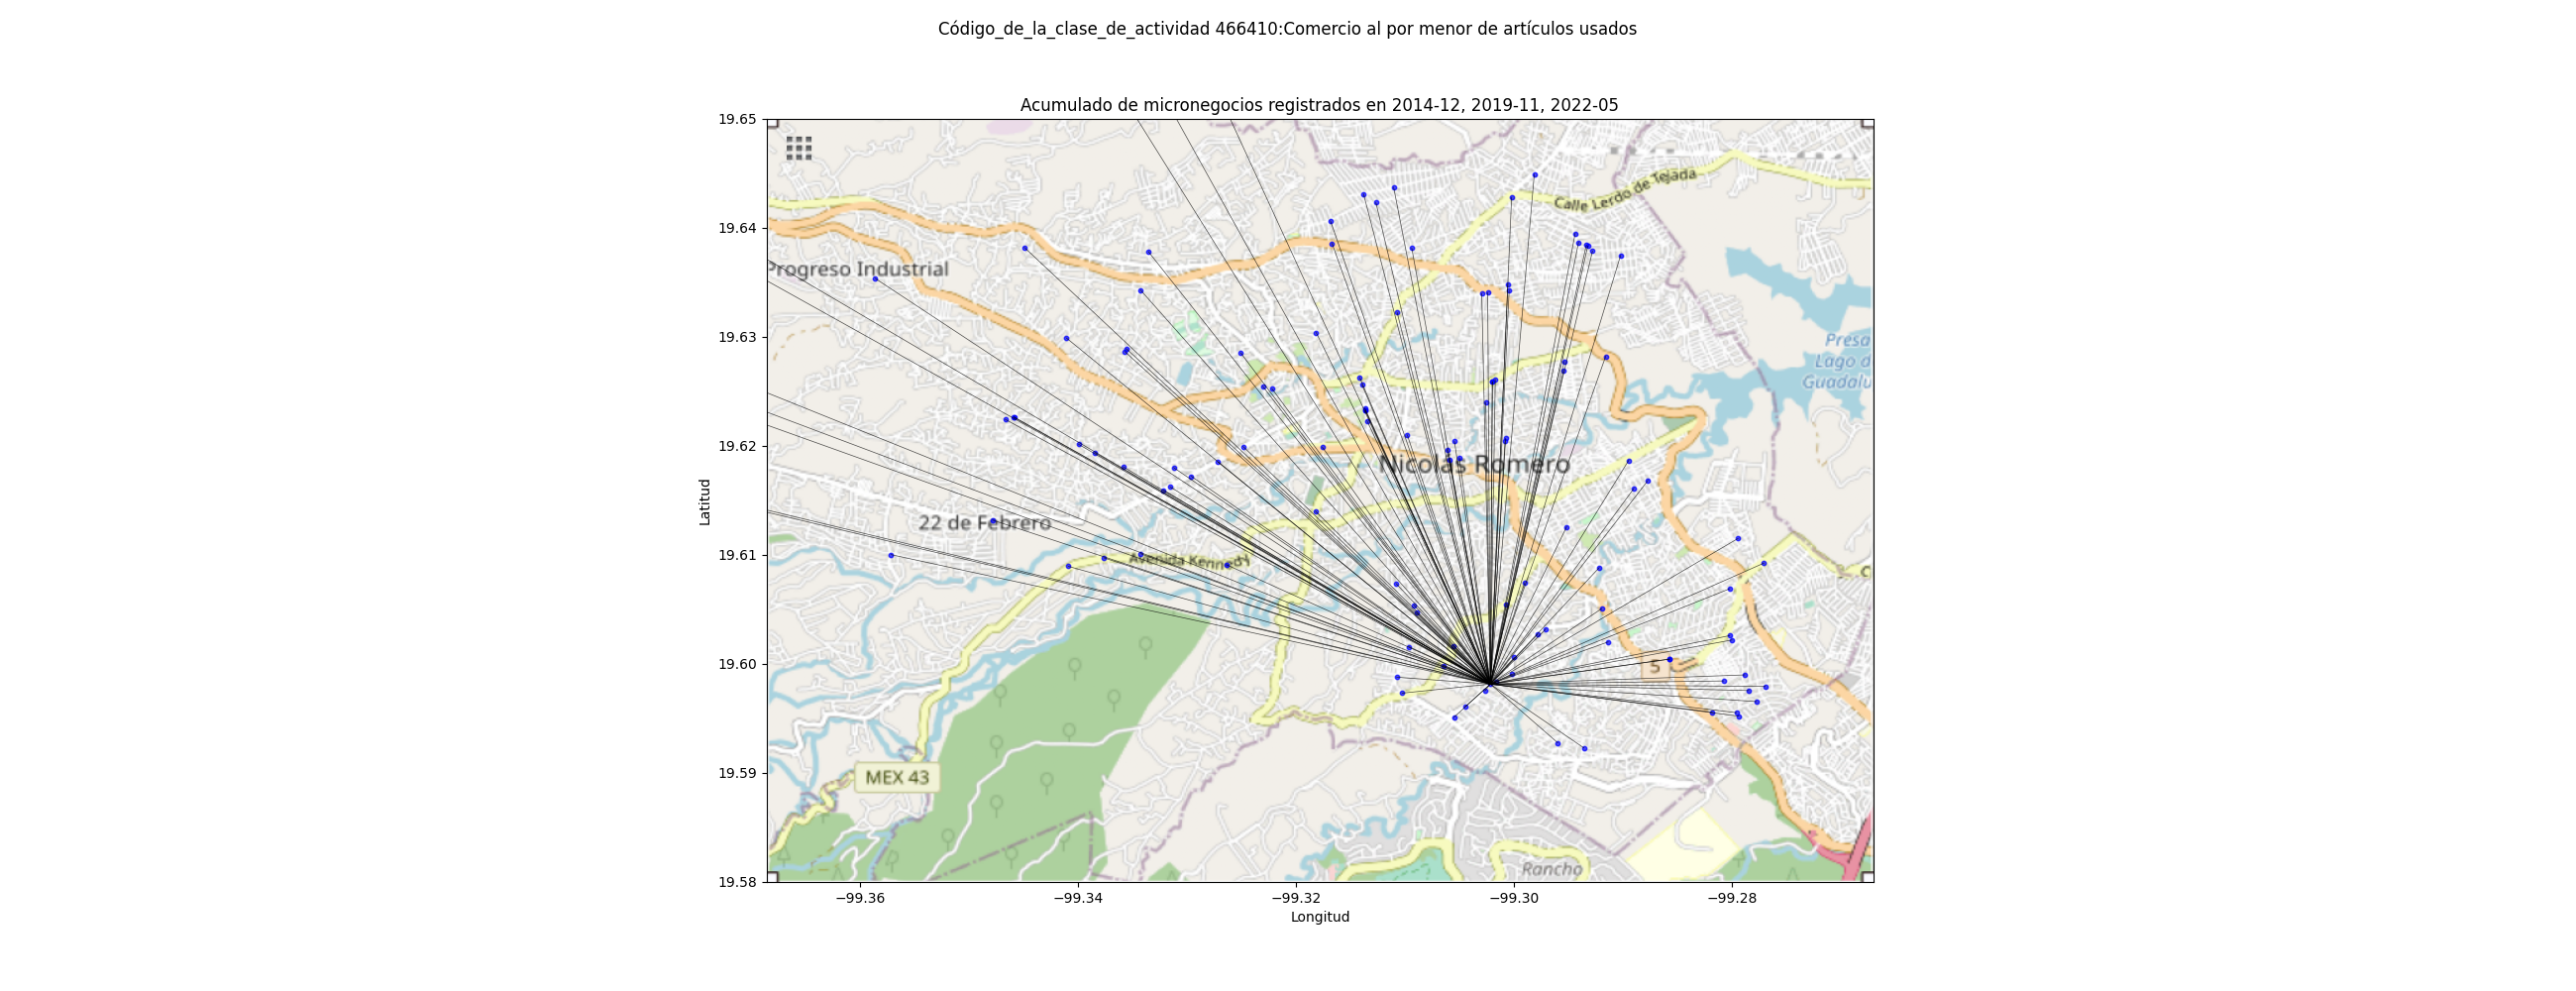 Código_de_la_clase_de_actividad 466410:Comercio al por menor de artículos usados
Acumulado de micronegocios registrados en 2014-12, 2019-11, 2022-05
19.65
19.64
19.63
19.62
19.61
19.60
19.59
19.58
Latitud
Calle Lerdo de Tejada
Progreso Industrial
Presa
Lago d
Guadalu
Nicolás Romero
22 de Febrero
Avenida Kennedy
C
5
MEX 43
Rancho
−99.36
−99.34
−99.32
−99.30
−99.28
Longitud